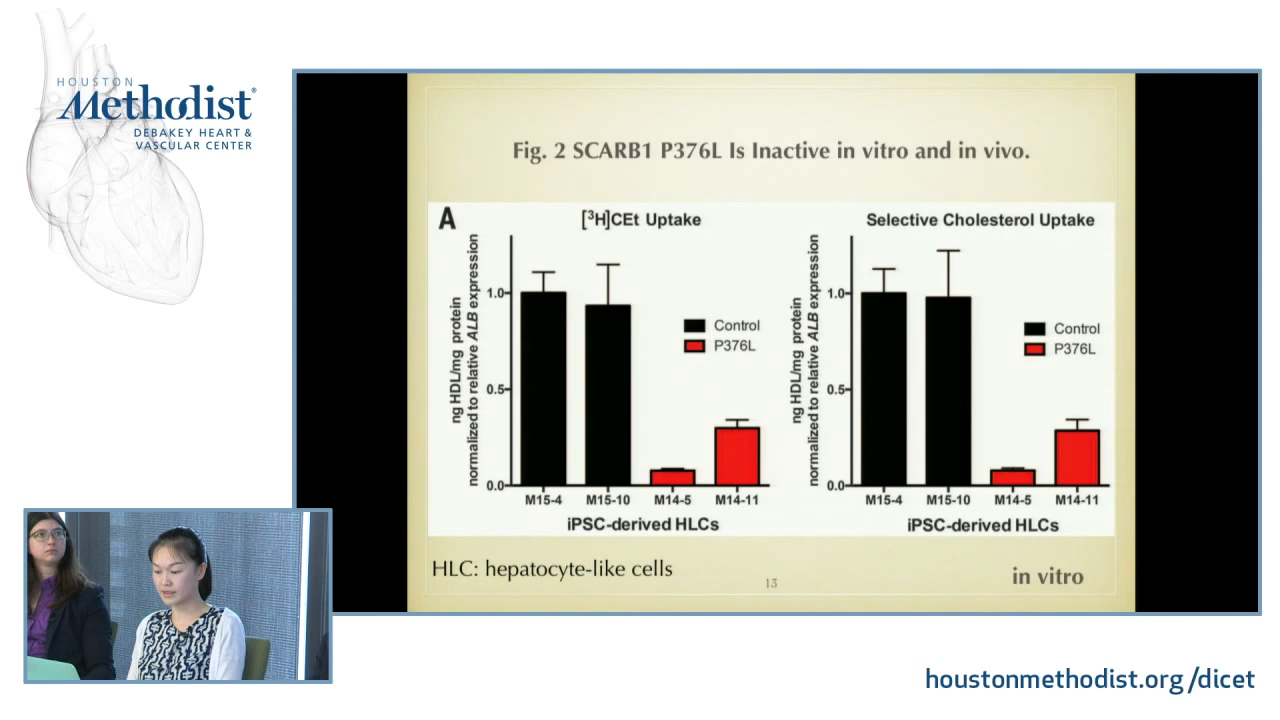 HOUSTON
Methodist®
DEBAKEY HEART &
VASCULAR CENTER
Fig. 2 SCARB1 P376L Is Inactive in vitro and in vivo.
A
[³H]CEt Uptake
ng HDL/mg protein
normalized to relative ALB expression
1.0
0.5
0.0
Control
P376L
M15-4 M15-10 M14-5 M14-11
iPSC-derived HLCs
Selective Cholesterol Uptake
ng HDL/mg protein
normalized to relative ALB expression
1.0
0.5
0.0
Control
P376L
M15-4 M15-10 M14-5 M14-11
iPSC-derived HLCs
HLC: hepatocyte-like cells
13
in vitro
houstonmethodist.org/dicet